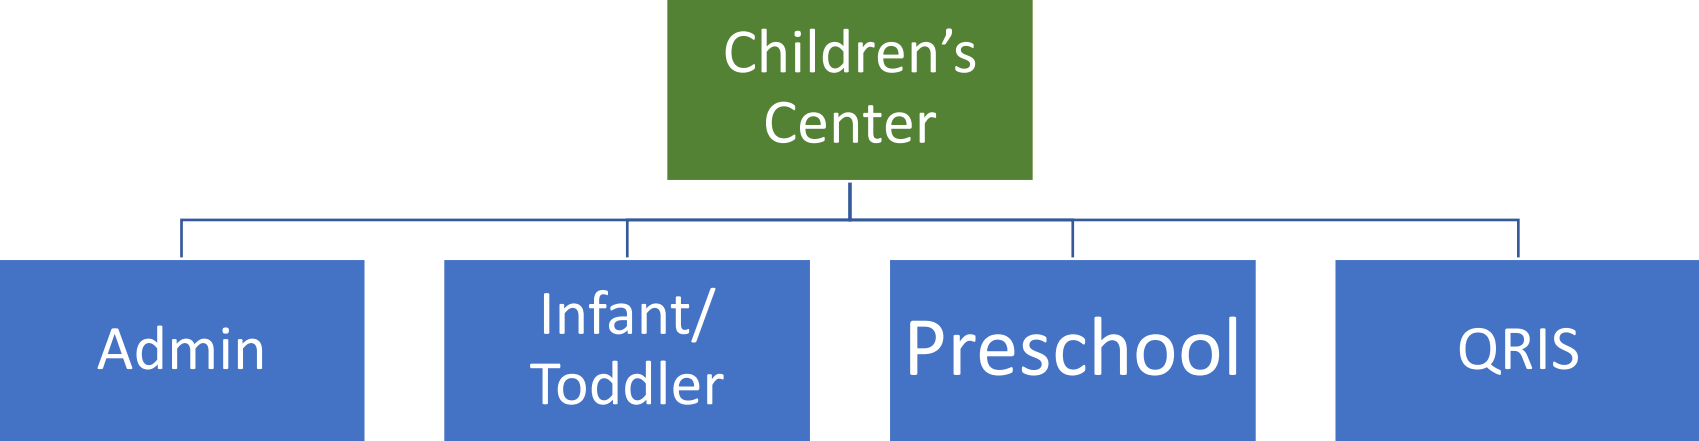 Children’s
Center
Admin
Infant/
Toddler
Preschool
QRIS